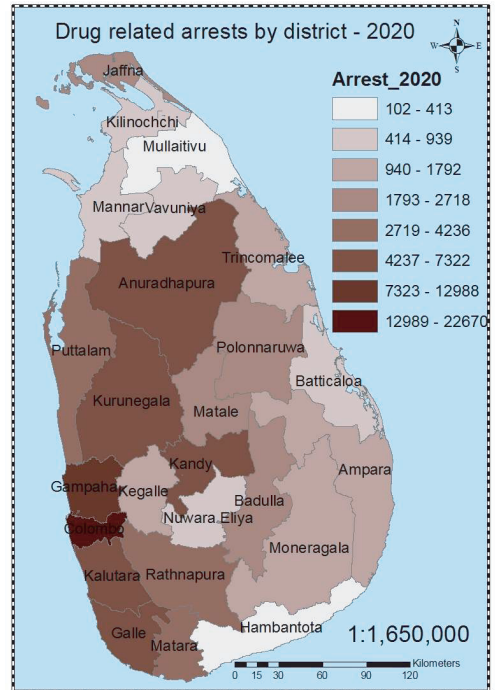 Drug related arrests by district - 2020
N
W E
S
Arrest_2020
102 - 413
414 - 939
940 - 1792
1793 - 2718
2719 - 4236
4237 - 7322
7323 - 12988
12989 - 22670
Jaffna
Kilinochchi
Mullaitivu
Mannar
Vavuniya
Trincomalee
Anuradhapura
Puttalam
Polonnaruwa
Batticaloa
Kurunegala
Matale
Kandy
Ampara
Gampaha
Kegalle
Badulla
Nuwara Eliya
Colombo
Moneragala
Kalutara
Rathnapura
Galle
Matara
Hambantota
1:1,650,000
Kilometers
0 15 30 60 90 120